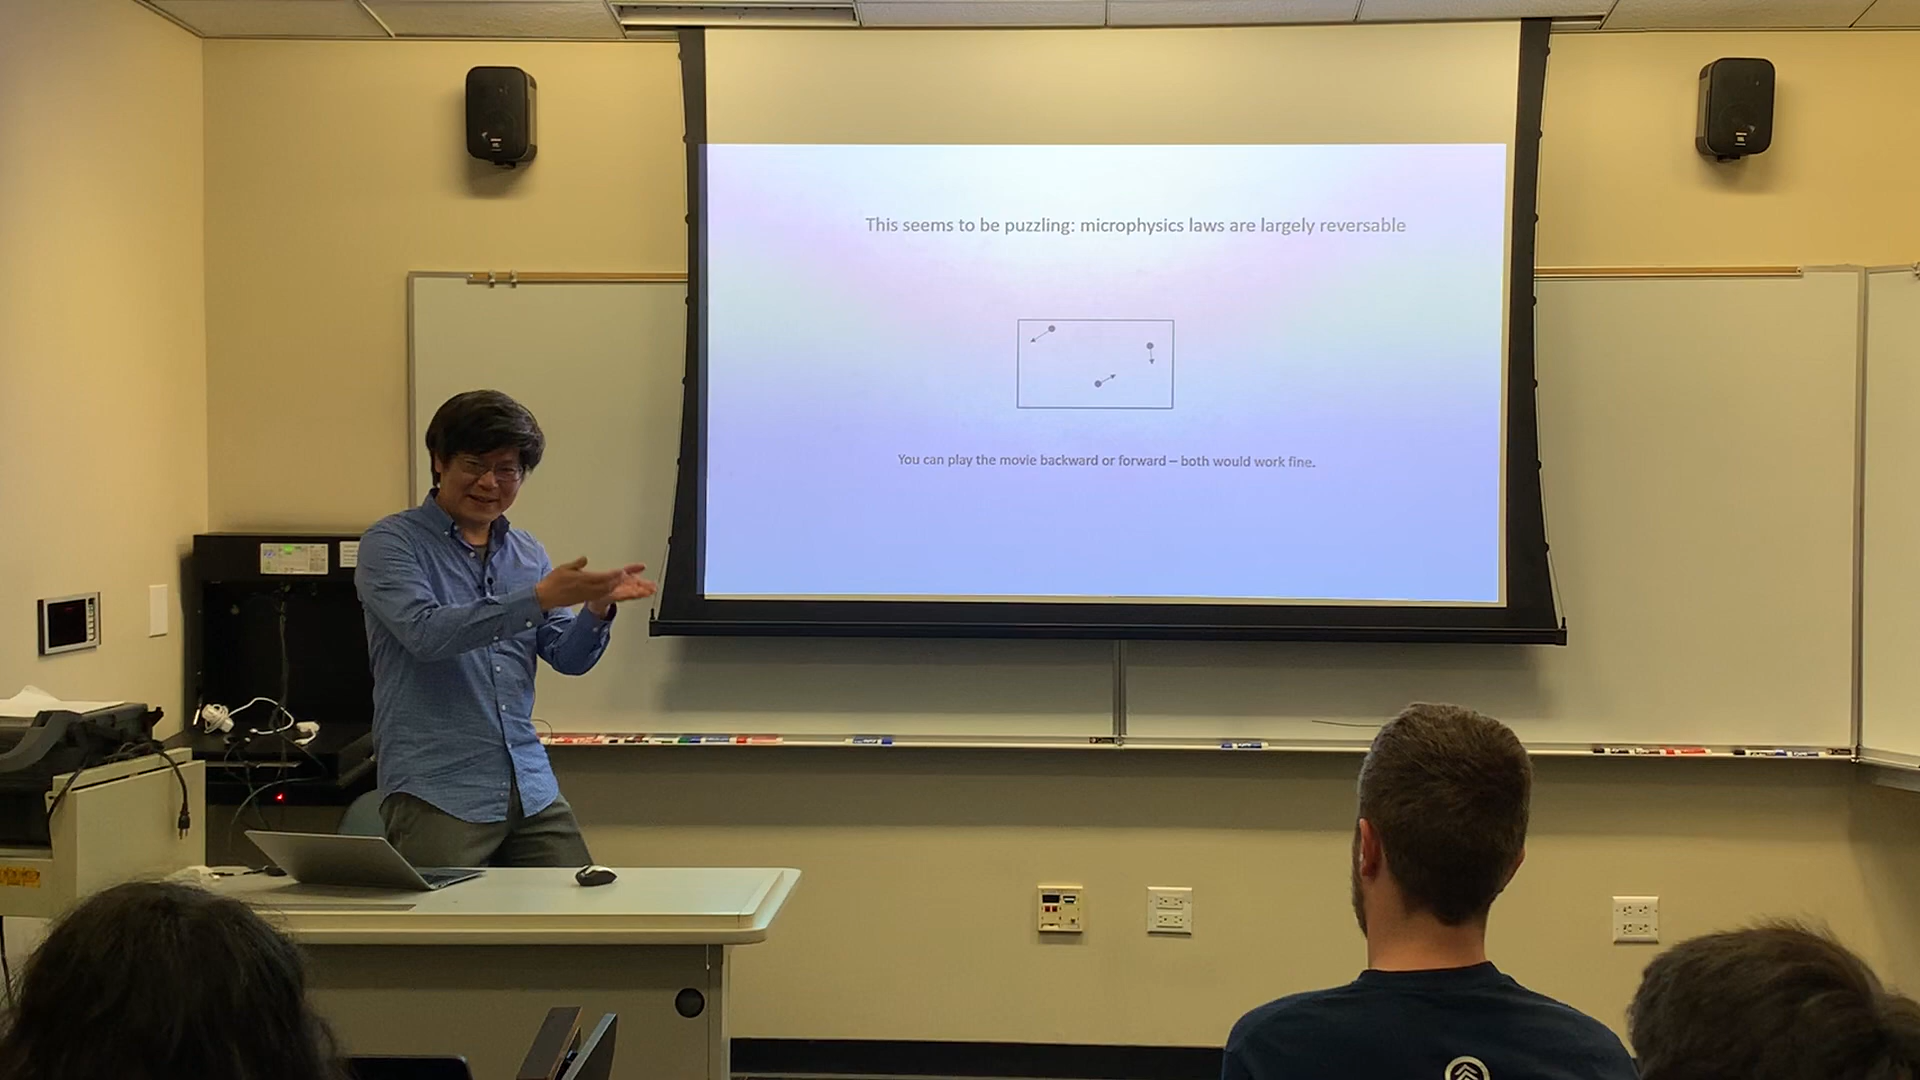 This seems to be puzzling: microphysics laws are largely reversable
You can play the movie backward or forward – both would work fine.